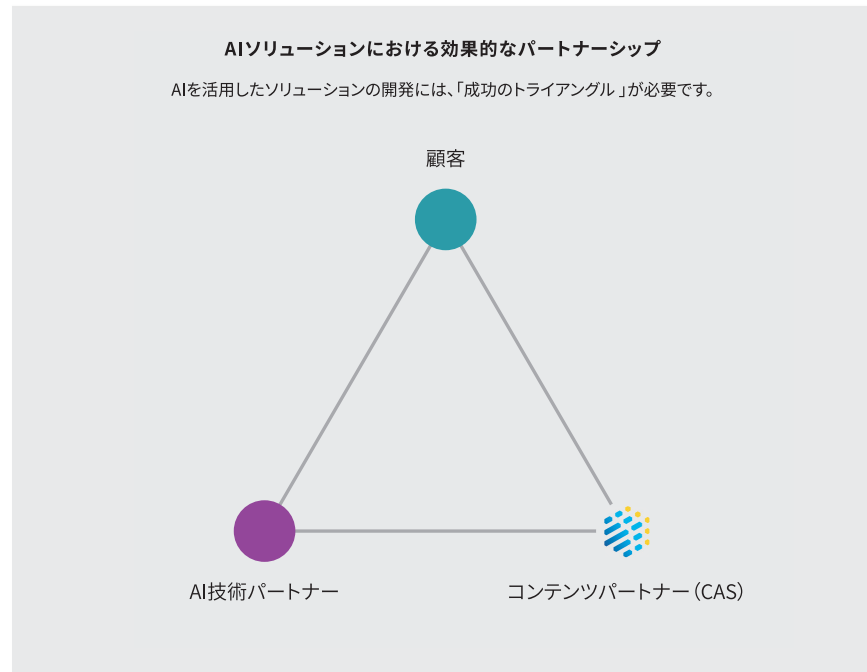 AIソリューションにおける効果的なパートナーシップ
AIを活用したソリューションの開発には、「成功のトライアングル」が必要です。
顧客
AI技術パートナー
コンテンツパートナー(CAS)